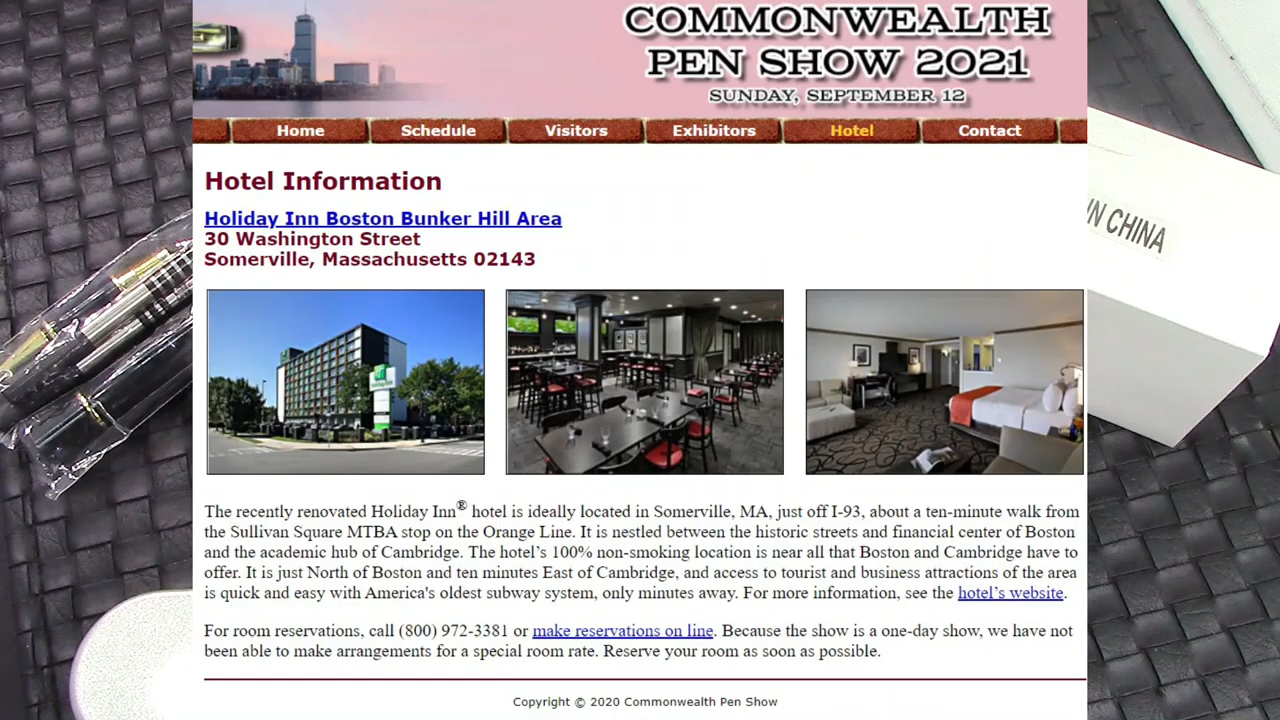 COMMONWEALTH
PEN SHOW 2021
SUNDAY, SEPTEMBER 12
Home Schedule Visitors Exhibitors Hotel Contact
Hotel Information
Holiday Inn Boston Bunker Hill Area
30 Washington Street
Somerville, Massachusetts 02143
IN CHINA
The recently renovated Holiday Inn® hotel is ideally located in Somerville, MA, just off I-93, about a ten-minute walk from
the Sullivan Square MTBA stop on the Orange Line. It is nestled between the historic streets and financial center of Boston
and the academic hub of Cambridge. The hotel’s 100% non-smoking location is near all that Boston and Cambridge have to
offer. It is just North of Boston and ten minutes East of Cambridge, and access to tourist and business attractions of the area
is quick and easy with America's oldest subway system, only minutes away. For more information, see the hotel’s website.
For room reservations, call (800) 972-3381 or make reservations on line. Because the show is a one-day show, we have not
been able to make arrangements for a special room rate. Reserve your room as soon as possible.
Copyright © 2020 Commonwealth Pen Show